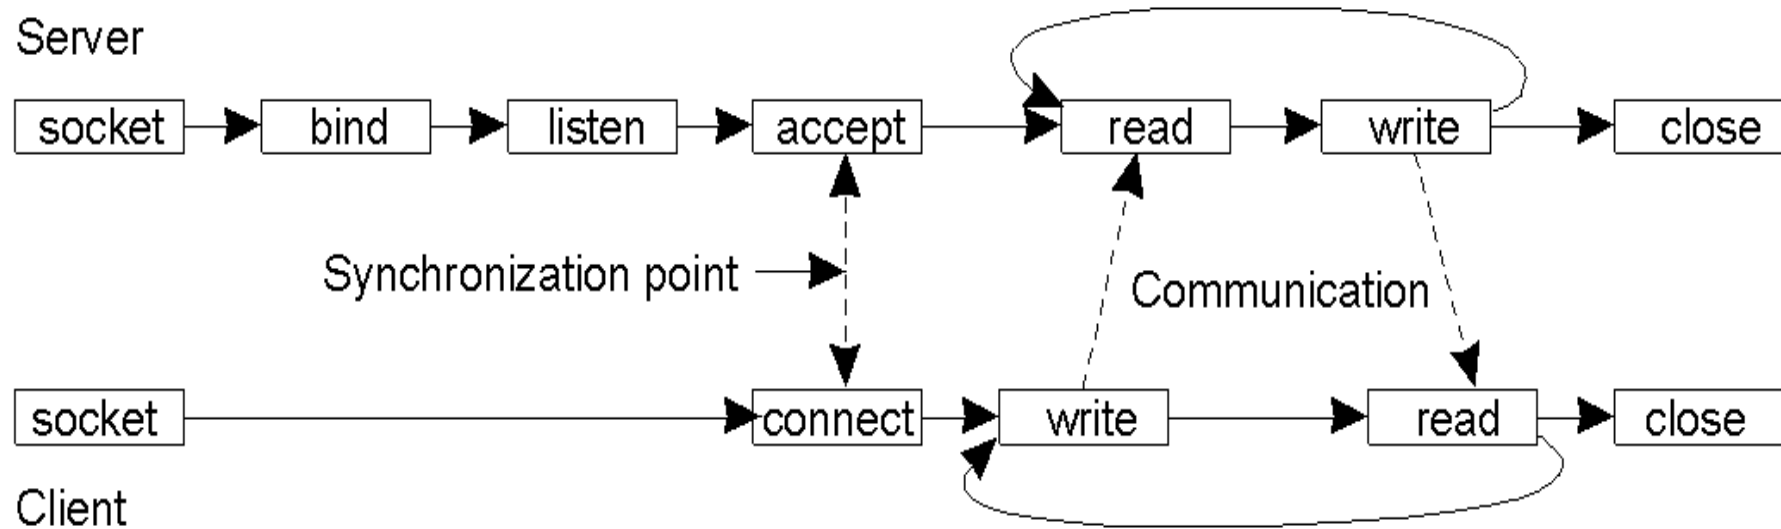 Server
socket bind listen accept read write close
Synchronization point
Communication
socket connect write read close
Client